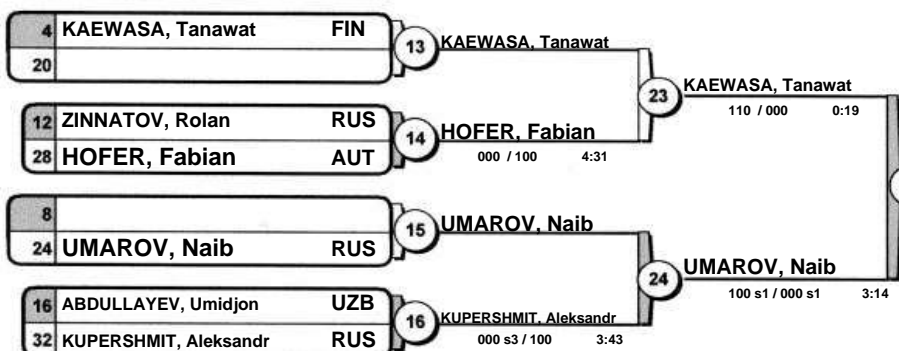 4 KAEWASA, Tanawat FIN
20
13 KAEWASA, Tanawat
12 ZINNATOV, Rolan RUS
28 HOFER, Fabian AUT
14 HOFER, Fabian
000 / 100 4:31
23 KAEWASA, Tanawat
110 / 000 0:19
8
24 UMAROV, Naib RUS
15 UMAROV, Naib
16 ABDULLAYEV, Umidjon UZB
32 KUPERSHMIT, Aleksandr RUS
16 KUPERSHMIT, Aleksandr
000 s3 / 100 3:43
24 UMAROV, Naib
100 s1 / 000 s1 3:14